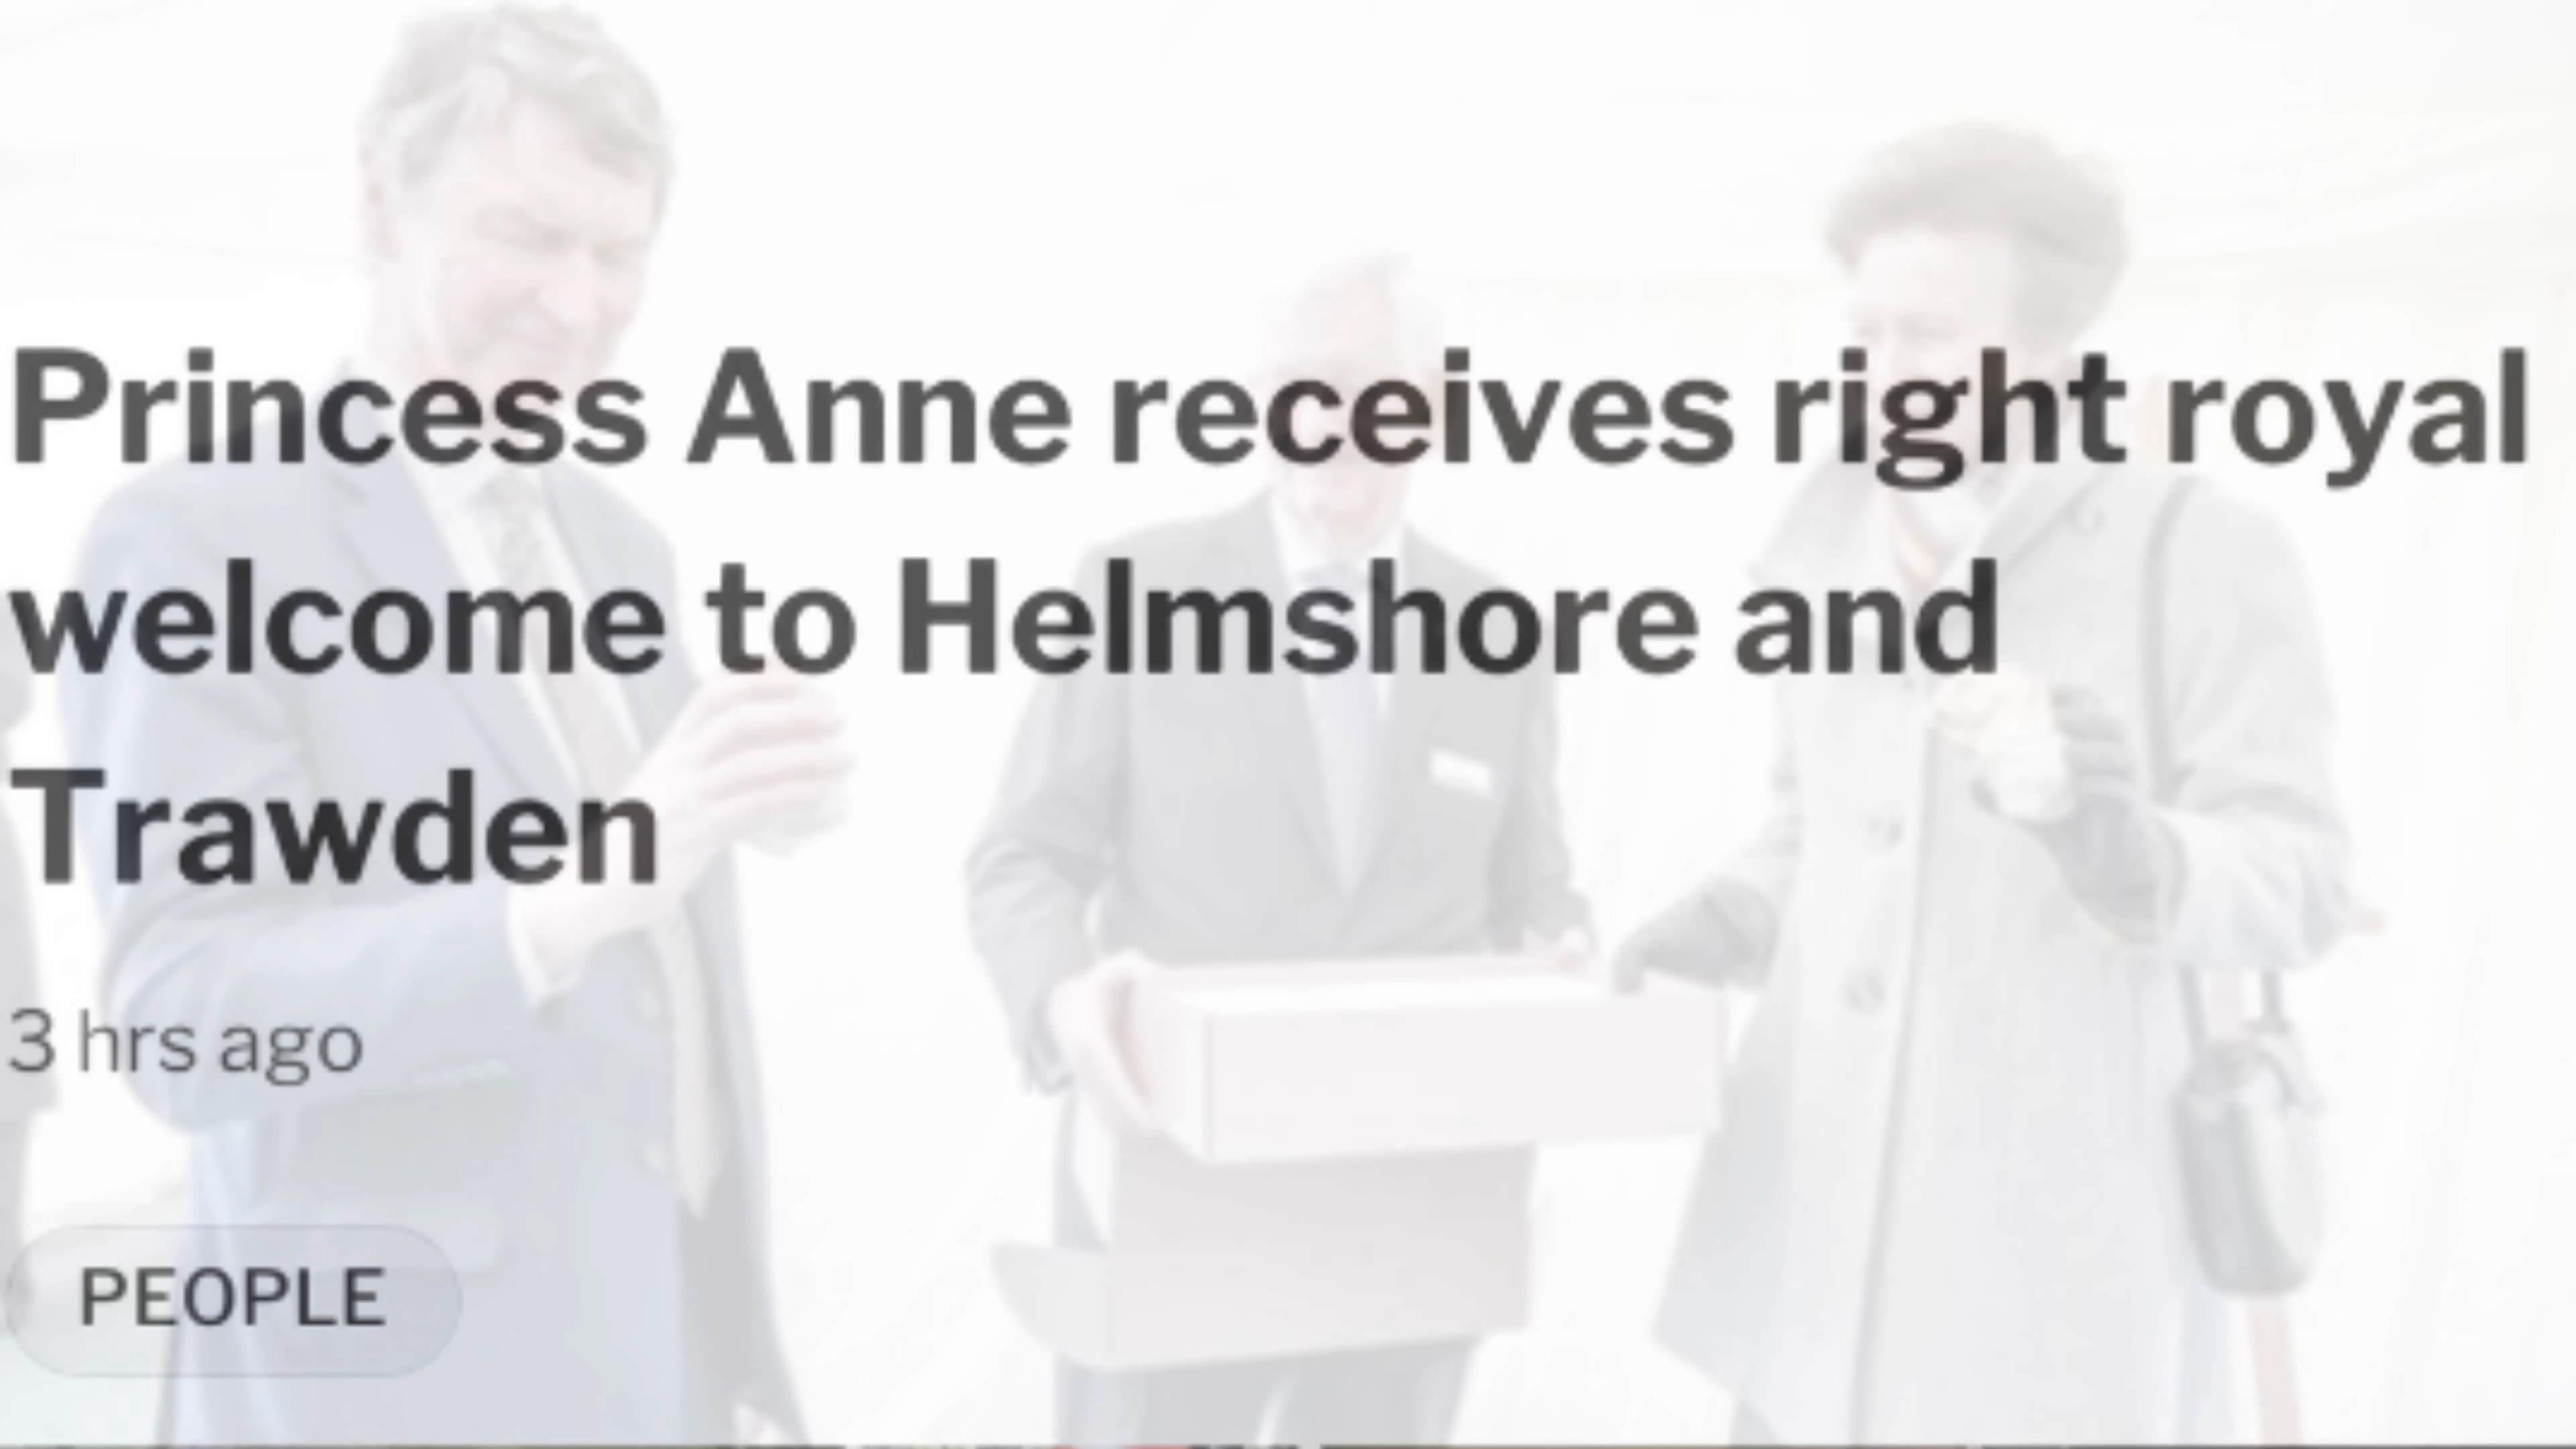 Princess Anne receives right royal
welcome to Helmshore and
Trawden
3 hrs ago
PEOPLE